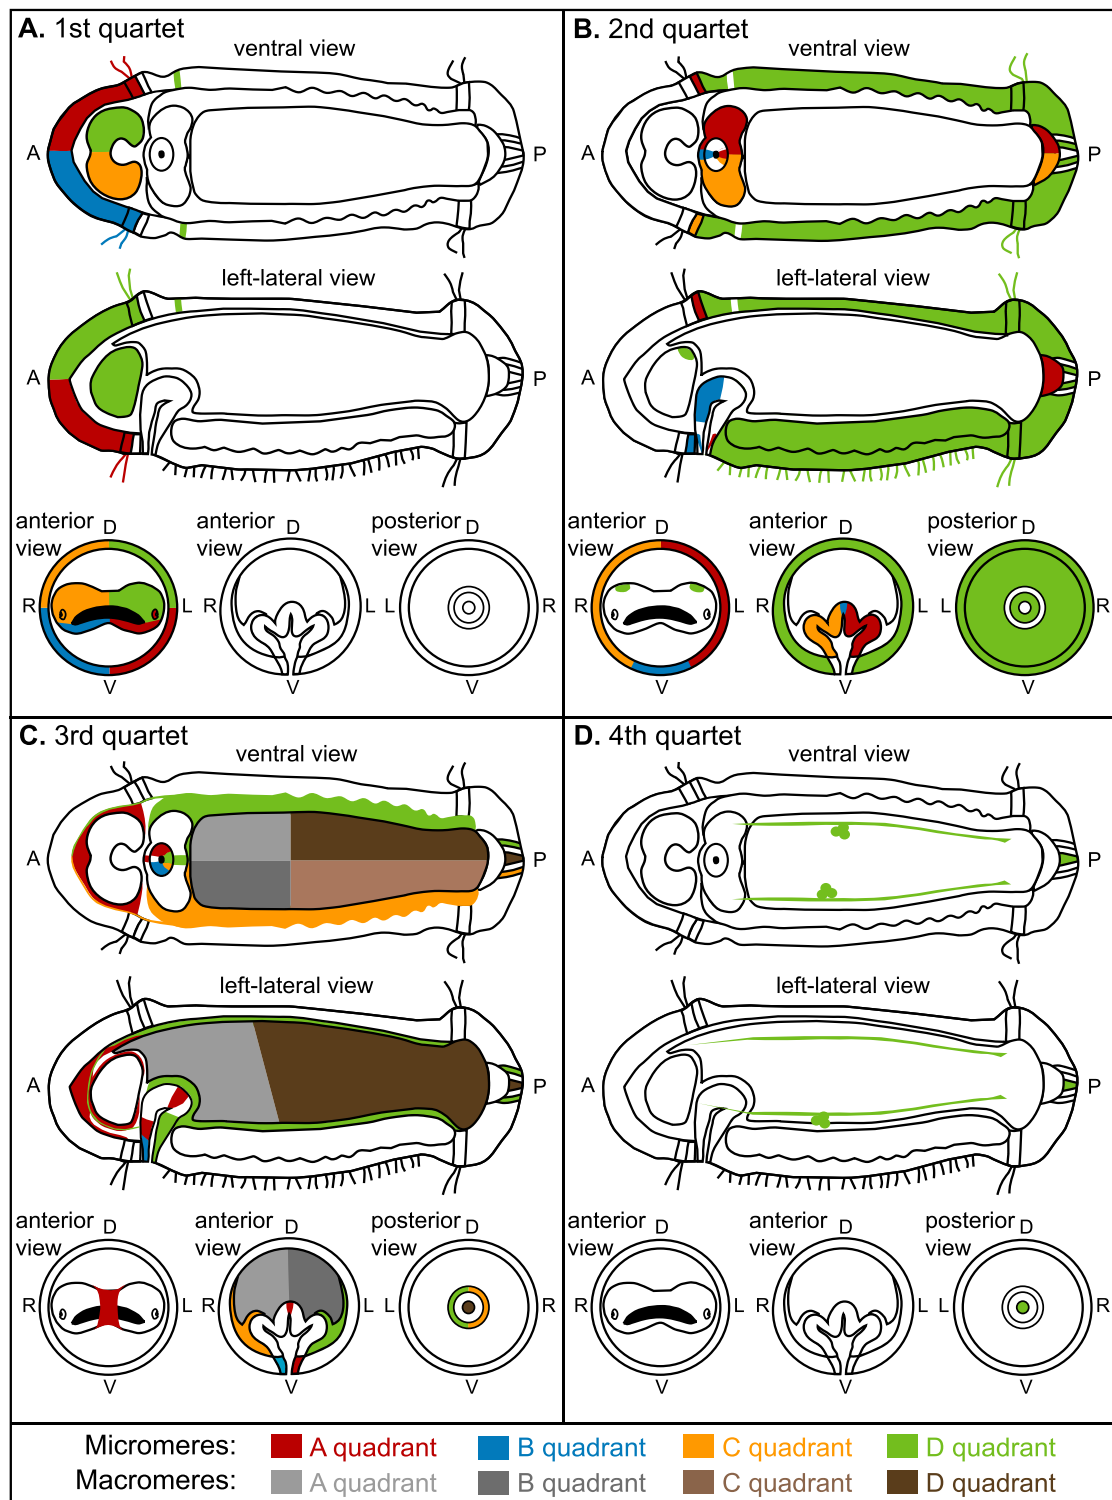 A. 1st quartet
ventral view
A
P
left-lateral view
A
P
anterior view
D
R
L
V
anterior view
D
R
L
V
posterior view
D
L
R
V
B. 2nd quartet
ventral view
A
P
left-lateral view
A
P
anterior view
D
R
L
V
anterior view
D
R
L
V
posterior view
D
L
R
V
C. 3rd quartet
ventral view
A
P
left-lateral view
A
P
anterior view
D
R
L
V
anterior view
D
R
L
V
posterior view
D
L
R
V
D. 4th quartet
ventral view
A
P
left-lateral view
A
P
anterior view
D
R
L
V
anterior view
D
R
L
V
posterior view
D
L
R
V
Micromeres: A quadrant B quadrant C quadrant D quadrant
Macromeres: A quadrant B quadrant C quadrant D quadrant